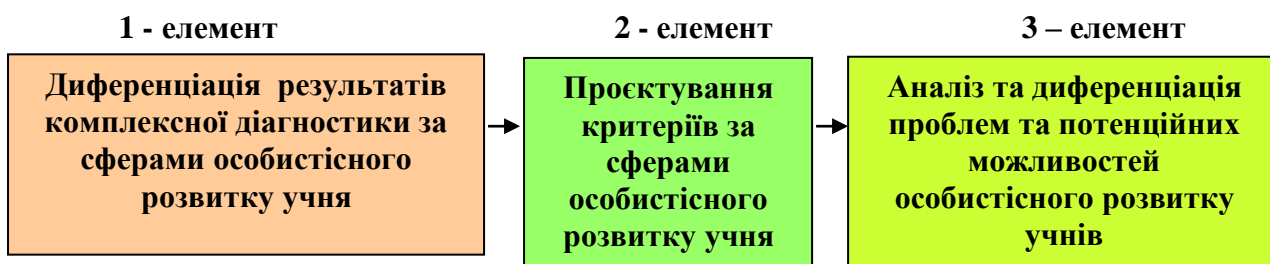 1 - елемент
2 - елемент
3 – елемент
Диференціація результатів
комплексної діагностики за
сферами особистісного
розвитку учня
Проєктування
критеріїв за
сферами
особистісного
розвитку учня
Аналіз та диференціація
проблем та потенційних
можливостей
особистісного розвитку
учнів